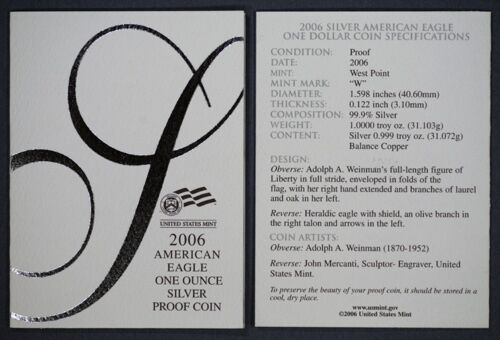 UNITED STATES MINT
2006
AMERICAN
EAGLE
ONE OUNCE
SILVER
PROOF COIN
2006 SILVER AMERICAN EAGLE
ONE DOLLAR COIN SPECIFICATIONS
CONDITION: Proof
DATE: 2006
MINT: West Point
MINT MARK: “W”
DIAMETER: 1.598 inches (40.60mm)
THICKNESS: 0.122 inch (3.10mm)
COMPOSITION: 99.9% Silver
WEIGHT: 1.0000 troy oz. (31.103g)
CONTENT: Silver 0.999 troy oz. (31.072g)
Balance Copper
DESIGN:
Obverse: Adolph A. Weinman's full-length figure of
Liberty in full stride, enveloped in folds of the
flag, with her right hand extended and branches of laurel
and oak in her left.
Reverse: Heraldic eagle with shield, an olive branch in
the right talon and arrows in the left.
COIN ARTISTS:
Obverse: Adolph A. Weinman (1870-1952)
Reverse: John Mercanti, Sculptor- Engraver, United
States Mint.
To preserve the beauty of your proof coin, it should be stored in a
cool, dry place.
www.usmint.gov
©2006 United States Mint